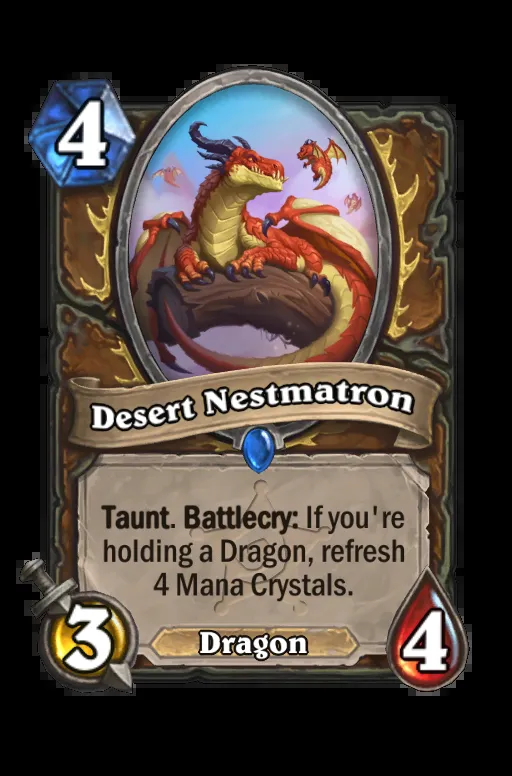 4
Desert Nestmatron
Taunt. Battlecry: If you're
holding a Dragon, refresh
4 Mana Crystals.
3
Dragon
4